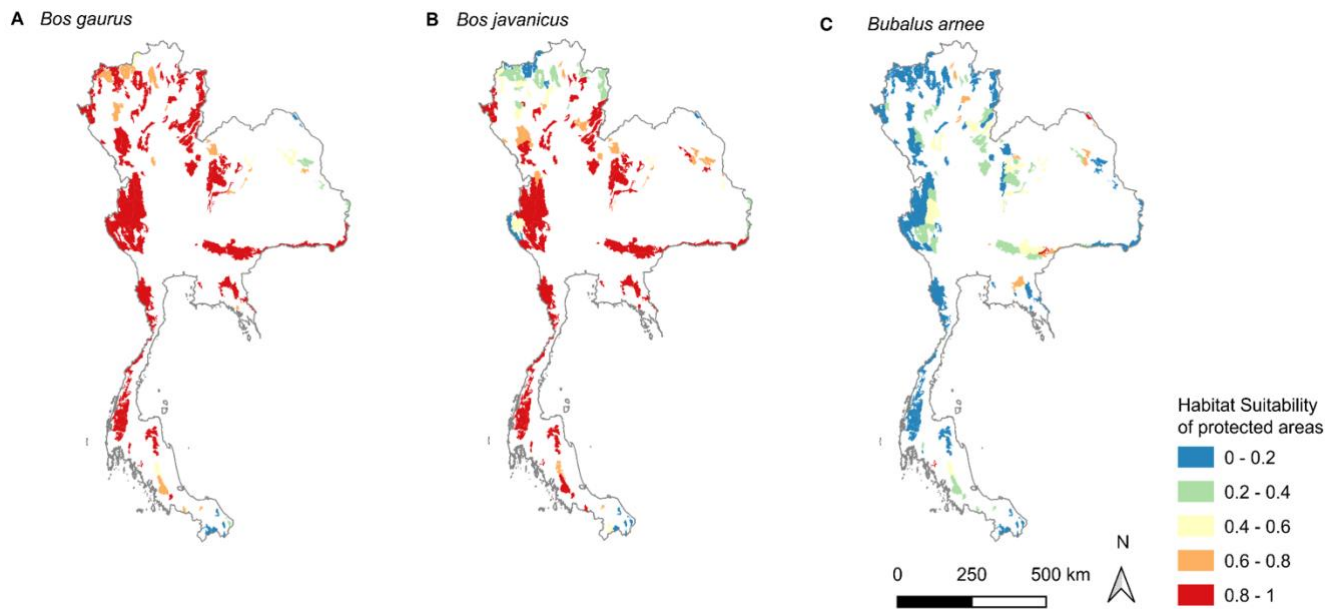 A Bos gaurus
B Bos javanicus
C Bubalus arnee
Habitat Suitability
of protected areas
0 - 0.2
0.2 - 0.4
0.4 - 0.6
0.6 - 0.8
0.8 - 1
N
0 250 500 km